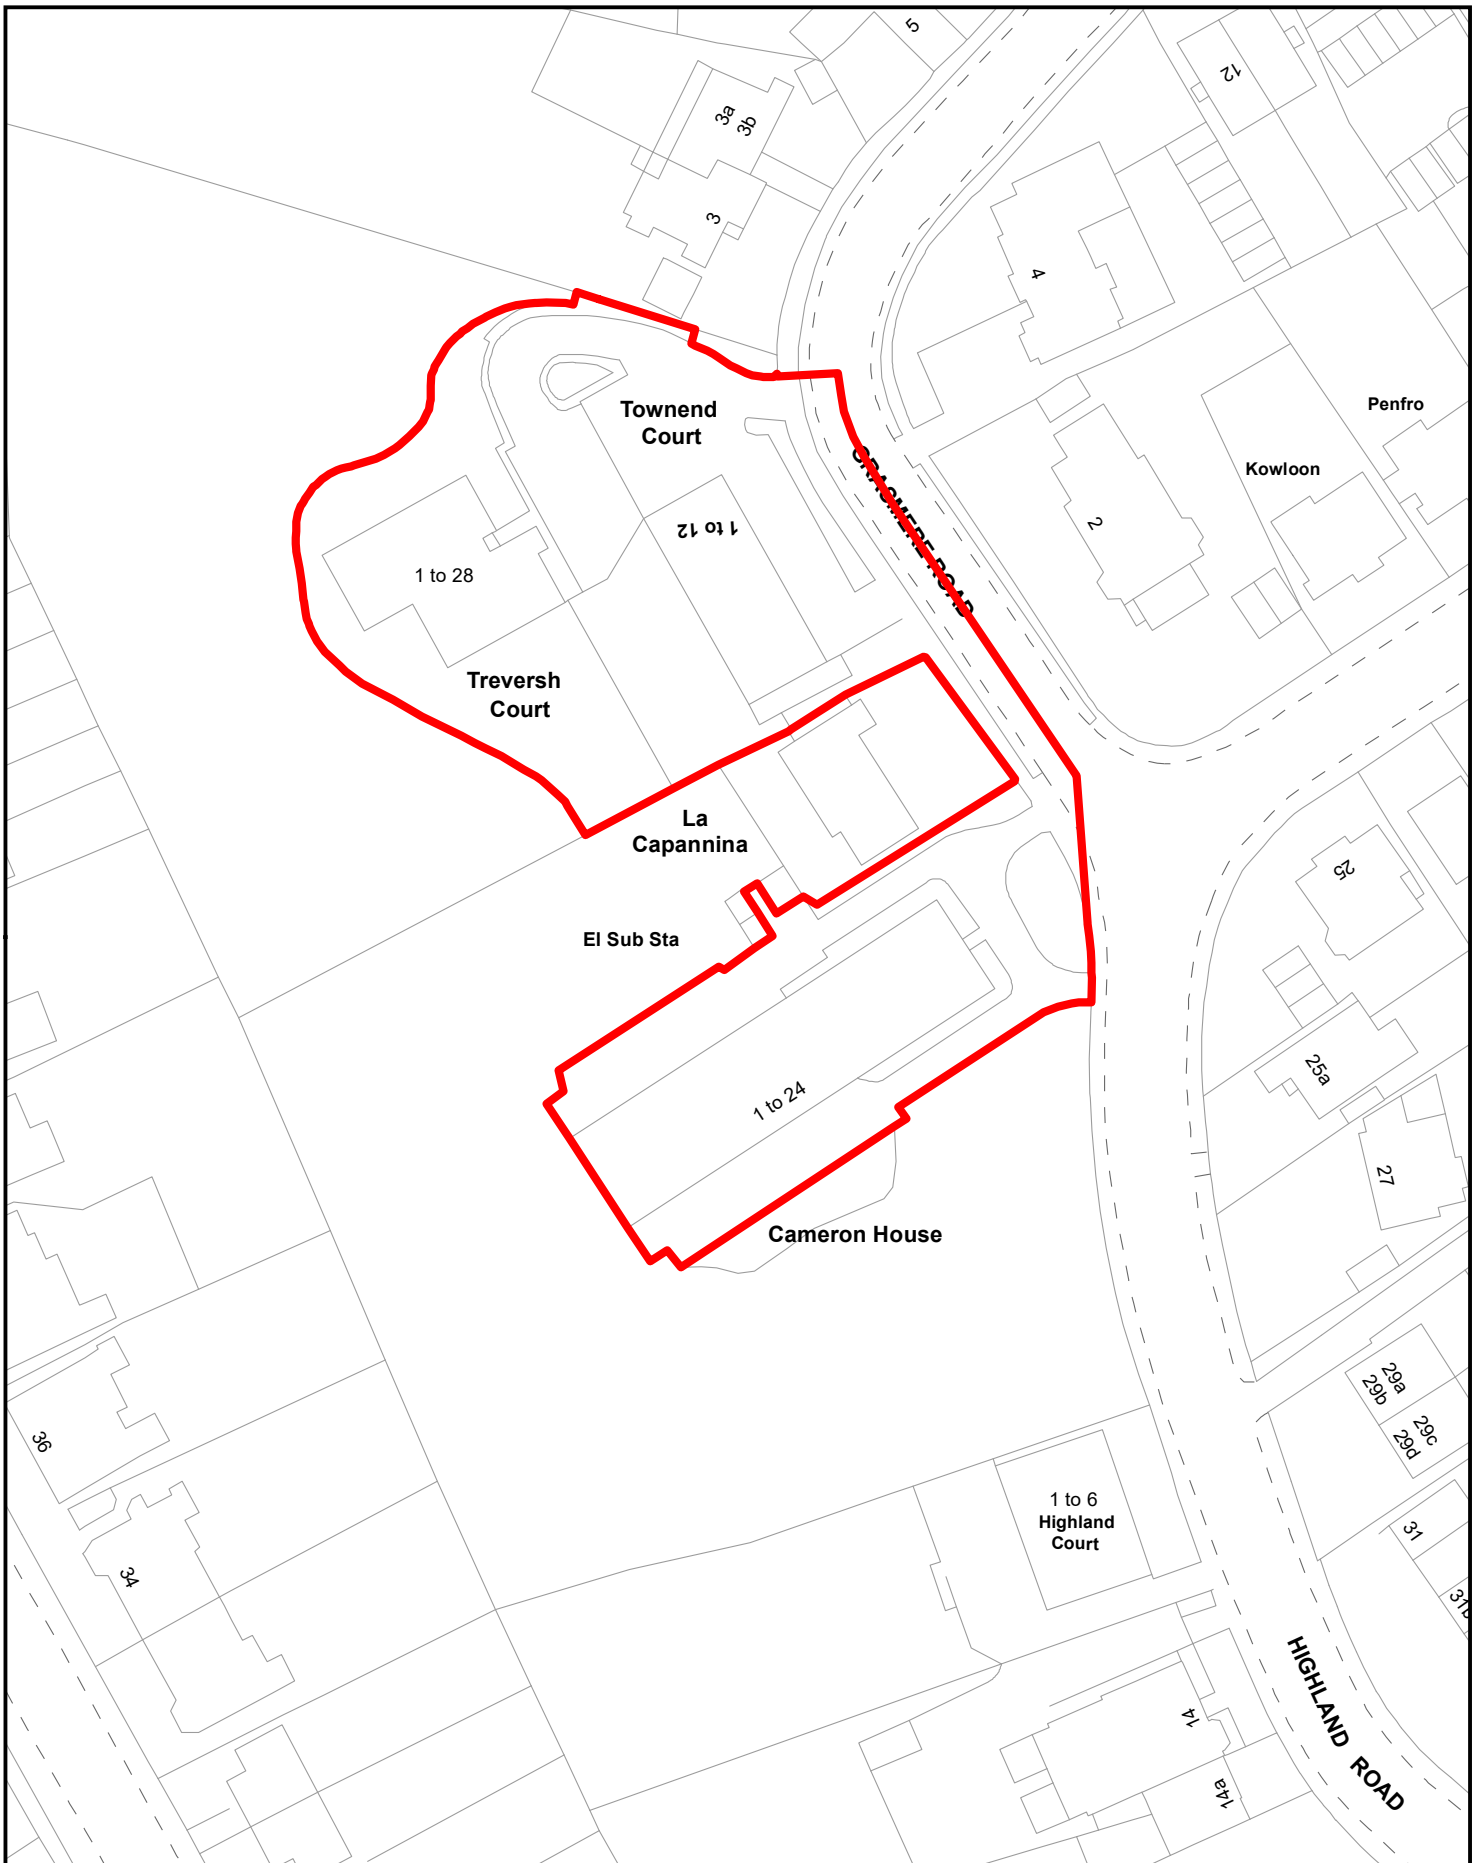 5
12
3a
3b
3
4
Townend
Court
Penfro
Kowloon
2
1 to 12
1 to 28
Treversh
Court
La
Capannina
25
El Sub Sta
25a
1 to 24
27
Cameron House
29a
29b
29c
29d
36
1 to 6
Highland
Court
31
31b
34
HIGHLAND ROAD
14
14a